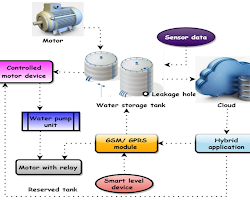 Motor
Sensor data
Controlled
motor device
Leakage hole
Water storage tank
Cloud
Water pump
unit
GSM/ GPRS
module
Hybrid
application
Motor with relay
Smart level
device
Reserved tank